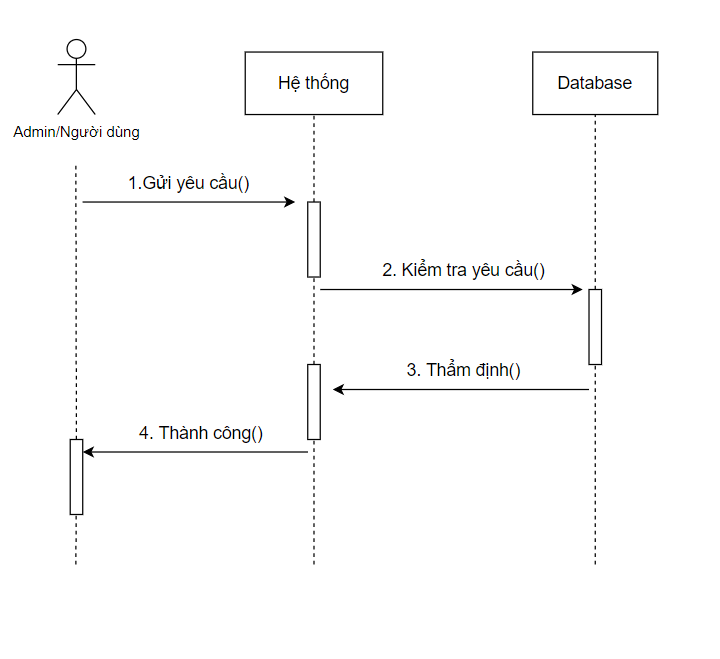 Hệ thống
Database
Admin/Người dùng
1.Gửi yêu cầu()
2. Kiểm tra yêu cầu()
3. Thẩm định()
4. Thành công()